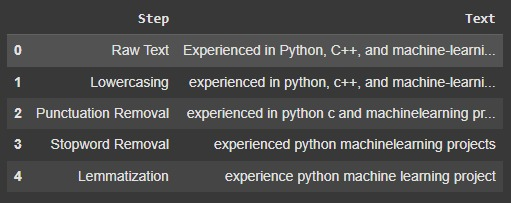 Step Text
0 Raw Text Experienced in Python, C++, and machine-learni...
1 Lowercasing experienced in python, c++, and machine-learni...
2 Punctuation Removal experienced in python c and machinelearning pr...
3 Stopword Removal experienced python machinelearning projects
4 Lemmatization experience python machine learning project